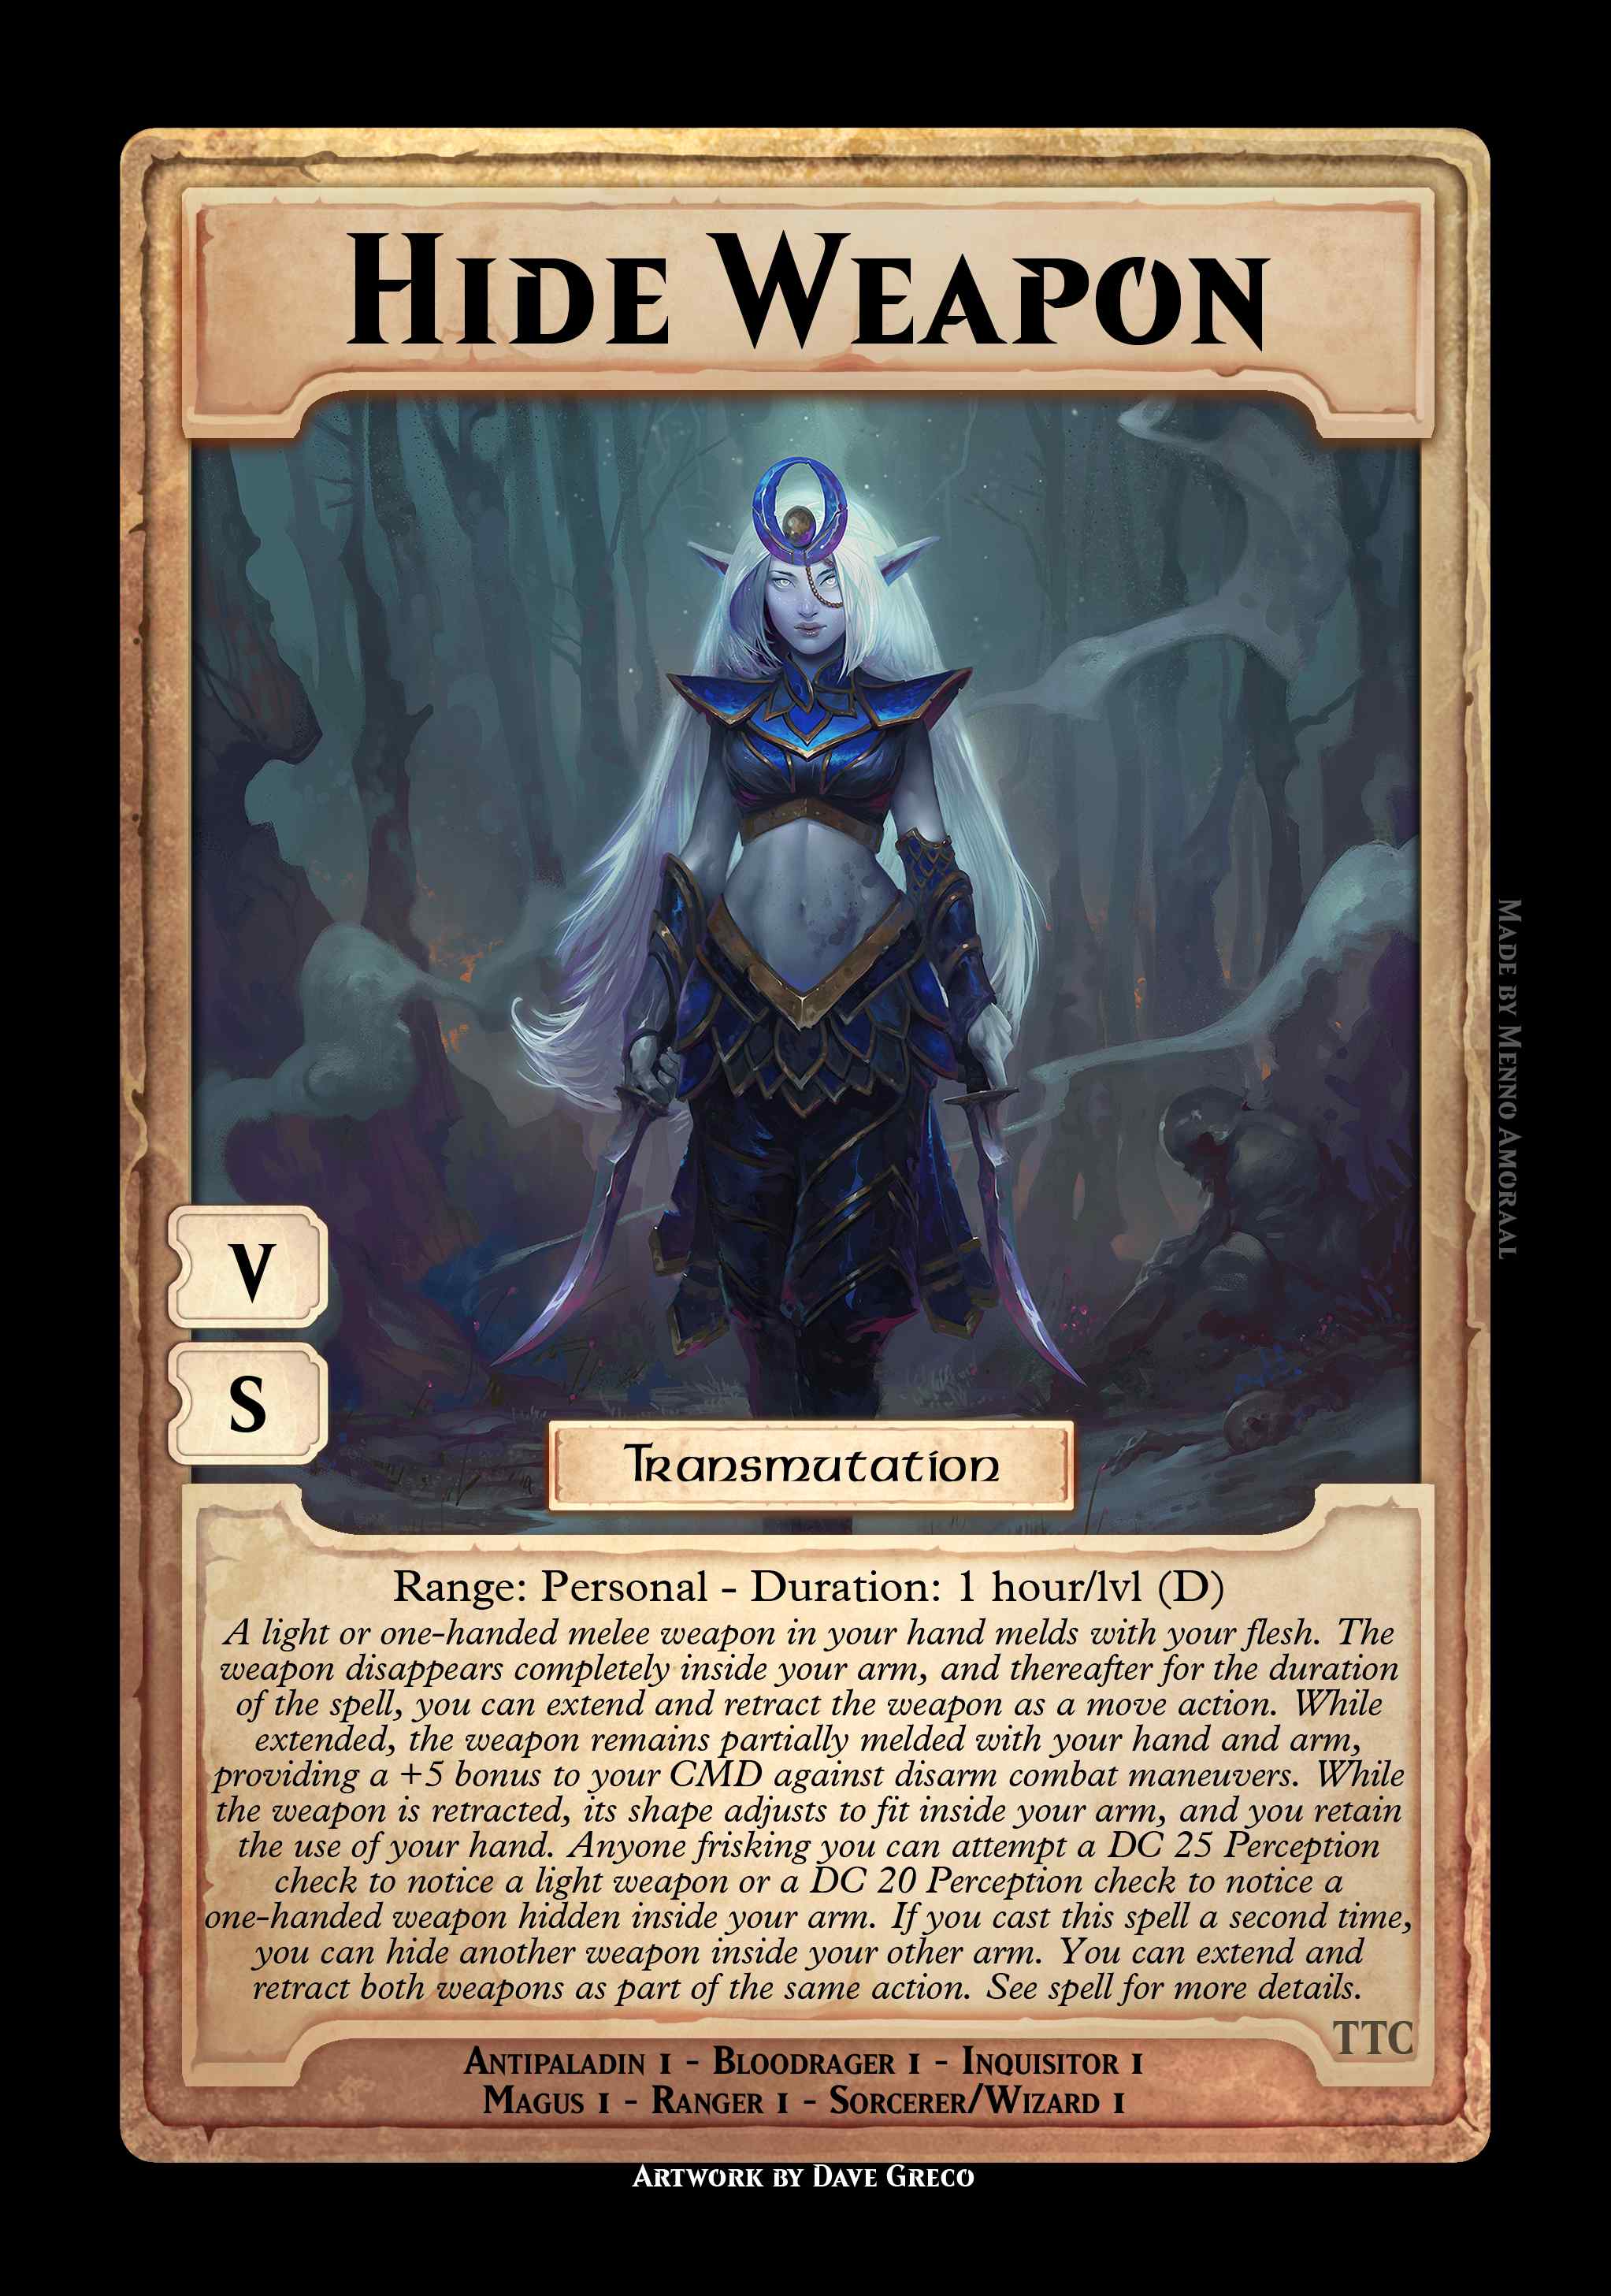 Hide Weapon
V
S
Transmutation
Range: Personal - Duration: 1 hour/lvl (D)
A light or one-handed melee weapon in your hand melds with your flesh. The
weapon disappears completely inside your arm, and thereafter for the duration
of the spell, you can extend and retract the weapon as a move action. While
extended, the weapon remains partially melded with your hand and arm,
providing a +5 bonus to your CMD against disarm combat maneuvers. While
the weapon is retracted, its shape adjusts to fit inside your arm, and you retain
the use of your hand. Anyone frisking you can attempt a DC 25 Perception
check to notice a light weapon or a DC 20 Perception check to notice a
one-handed weapon hidden inside your arm. If you cast this spell a second time,
you can hide another weapon inside your other arm. You can extend and
retract both weapons as part of the same action. See spell for more details.
TTC
Antipaladin 1 - Bloodrager 1 - Inquisitor 1
Magus 1 - Ranger 1 - Sorcerer/Wizard 1
Artwork by Dave Greco
Made by Menno Amoraal